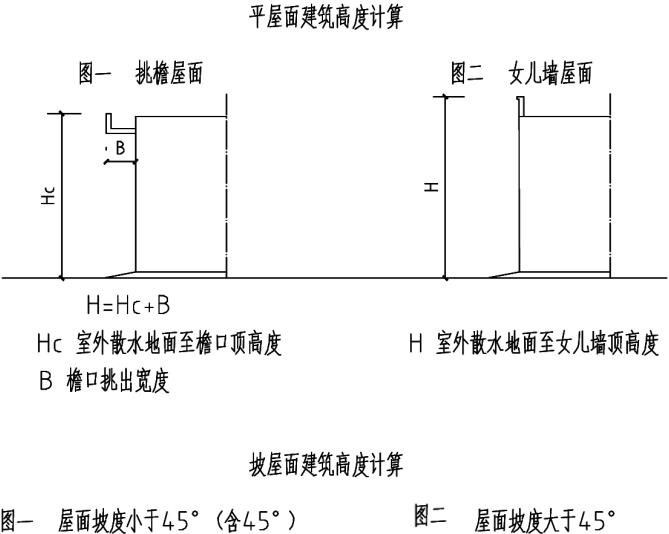 平屋面建筑高度计算
图一 挑檐屋面
图二 女儿墙屋面
B
Hc
H
H=Hc+B
Hc 室外散水地面至檐口顶高度
H 室外散水地面至女儿墙顶高度
B 檐口挑出宽度
坡屋面建筑高度计算
图一 屋面坡度小于45°(含45°)
图二 屋面坡度大于45°